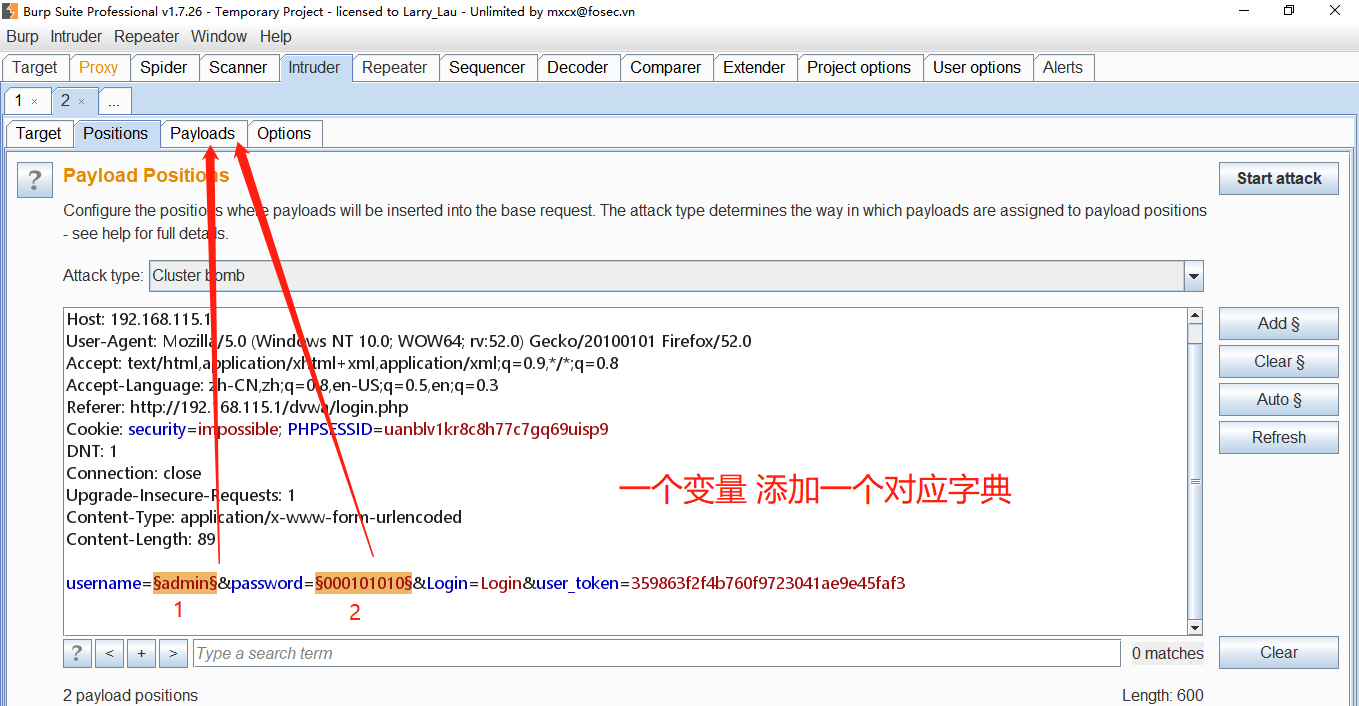 Burp Suite Professional v1.7.26 - Temporary Project - licensed to Larry_Lau - Unlimited by mxcx@fosec.vn
Burp Intruder Repeater Window Help
Target Proxy Spider Scanner Intruder Repeater Sequencer Decoder Comparer Extender Project options User options Alerts
1 × 2 × ...
Target Positions Payloads Options
? Payload Positions Start attack
Configure the positions where payloads will be inserted into the base request. The attack type determines the way in which payloads are assigned to payload positions
- see help for full details.
Attack type: Cluster bomb
Host: 192.168.115.1
Add §
User-Agent: Mozilla/5.0 (Windows NT 10.0; WOW64; rv:52.0) Gecko/20100101 Firefox/52.0
Accept: text/html,application/xhtml+xml,application/xml;q=0.9,*/*;q=0.8
Clear §
Accept-Language: zh-CN,zh;q=0.8,en-US;q=0.5,en;q=0.3
Auto §
Referer: http://192.168.115.1/dvwa/login.php
Cookie: security=impossible; PHPSESSID=uanblv1kr8c8h77c7gq69uisp9
Refresh
DNT: 1
Connection: close
一个变量 添加一个对应字典
Upgrade-Insecure-Requests: 1
Content-Type: application/x-www-form-urlencoded
Content-Length: 89
username=§admin§&password=§000101010§&Login=Login&user_token=359863f2f4b760f9723041ae9e45faf3
1 2
? < + > Type a search term 0 matches Clear
2 payload positions Length: 600